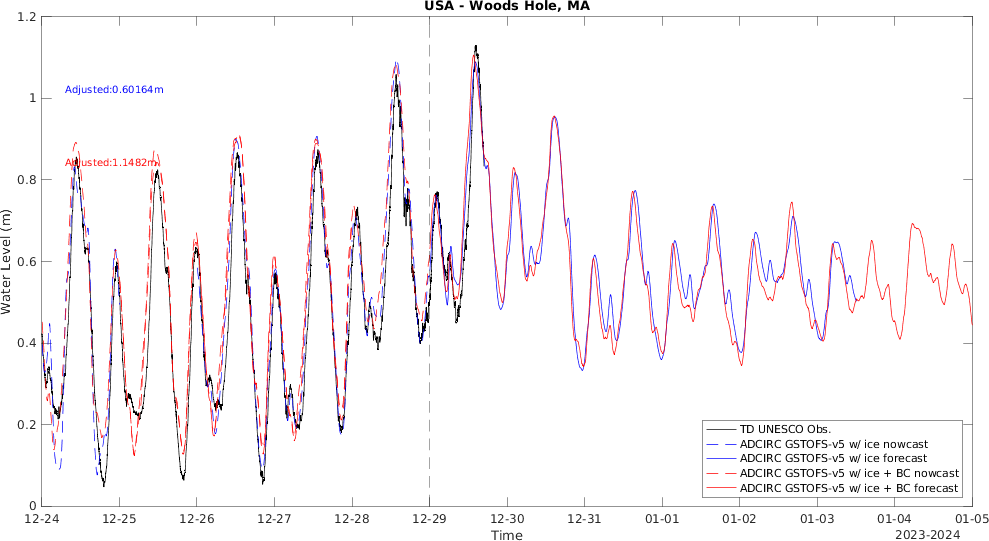 USA - Woods Hole, MA
1.2
1
0.8
0.6
0.4
0.2
0
Water Level (m)
Adjusted:0.60164m
Adjusted:1.1482m
TD UNESCO Obs.
ADCIRC GSTOFS-v5 w/ ice nowcast
ADCIRC GSTOFS-v5 w/ ice forecast
ADCIRC GSTOFS-v5 w/ ice + BC nowcast
ADCIRC GSTOFS-v5 w/ ice + BC forecast
12-24 12-25 12-26 12-27 12-28 12-29 12-30 12-31 01-01 01-02 01-03 01-04 01-05
Time
2023-2024